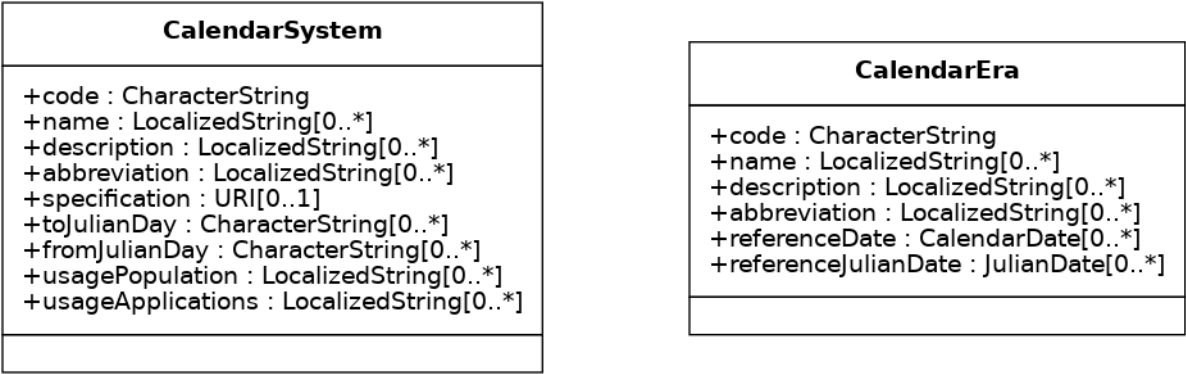 CalendarSystem
+code : CharacterString
+name : LocalizedString[0..*]
+description : LocalizedString[0..*]
+abbreviation : LocalizedString[0..*]
+specification : URI[0..1]
+toJulianDay : CharacterString[0..*]
+fromJulianDay : CharacterString[0..*]
+usagePopulation : LocalizedString[0..*]
+usageApplications : LocalizedString[0..*]
CalendarEra
+code : CharacterString
+name : LocalizedString[0..*]
+description : LocalizedString[0..*]
+abbreviation : LocalizedString[0..*]
+referenceDate : CalendarDate[0..*]
+referenceJulianDate : JulianDate[0..*]